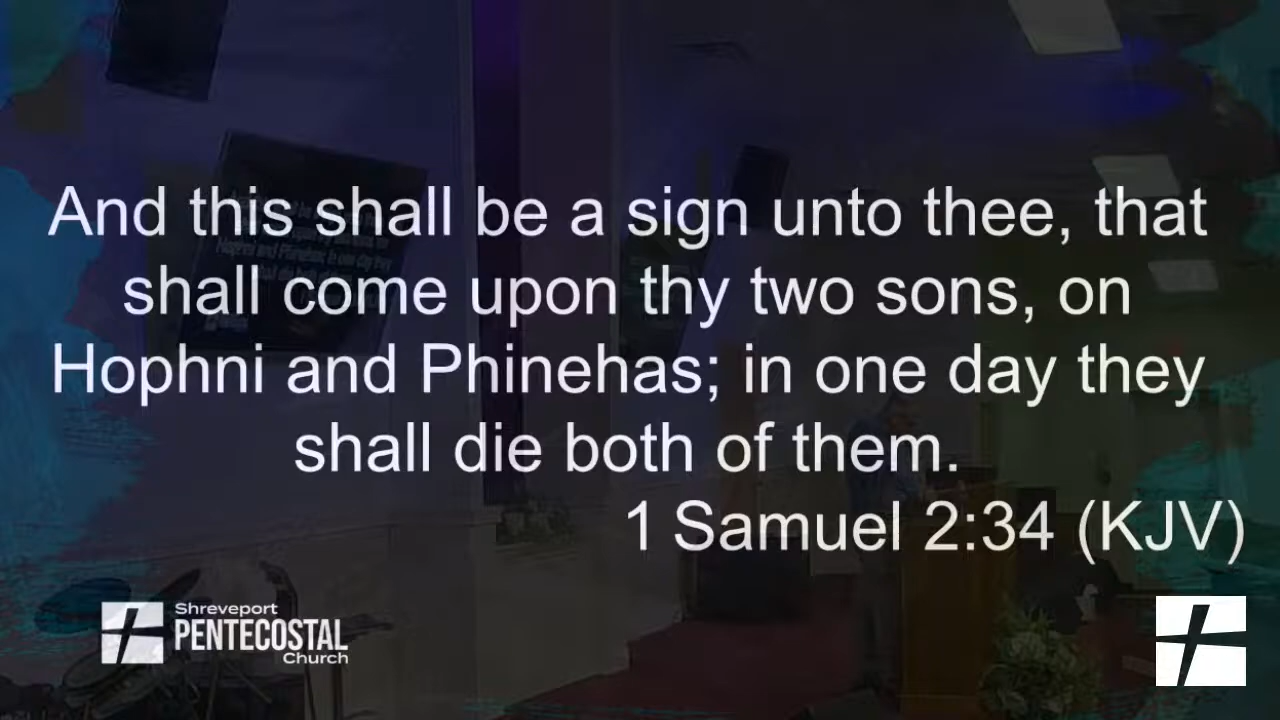 And this shall be a sign unto thee, that
shall come upon thy two sons, on
Hophni and Phinehas; in one day they
shall die both of them.
1 Samuel 2:34 (KJV)
Shreveport
PENTECOSTAL
Church